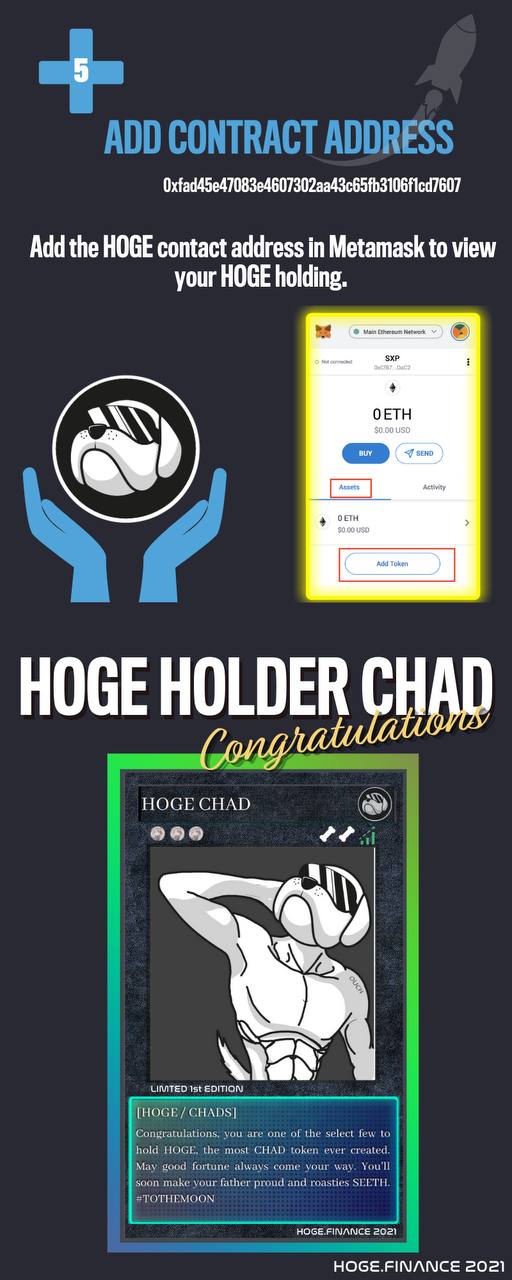 5
ADD CONTRACT ADDRESS
0xfad45e47083e4607302aa43c65fb3106f1cd7607
Add the HOGE contact address in Metamask to view
your HOGE holding.
Main Ethereum Network
Not connected
SXP
0xCf67...DaC2
0 ETH
$0.00 USD
BUY
SEND
Assets
Activity
0 ETH
$0.00 USD
Add Token
HOGE HOLDER CHAD
Congratulations
HOGE CHAD
OUCH
LIMTED 1st EDITION
[HOGE / CHADS]
Congratulations, you are one of the select few to
hold HOGE, the most CHAD token ever created.
May good fortune always come your way. You'll
soon make your father proud and roasties SEETH.
#TOTHEMOON
HOGE.FINANCE 2021
HOGE.FINANCE 2021